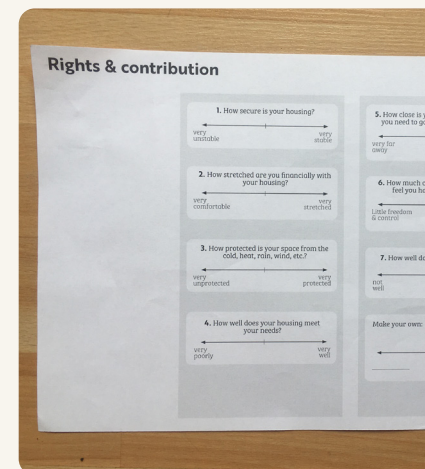 Rights & contribution
1. How secure is your housing?
very
unstable
very
stable
2. How stretched are you financially with
your housing?
very
comfortable
very
stretched
3. How protected is your space from the
cold, heat, rain, wind, etc.?
very
unprotected
very
protected
4. How well does your housing meet
your needs?
very
poorly
very
well
5. How close is y
you need to g
very far
away
6. How much c
feel you h
Little freedom
& control
7. How well d
not
well
Make your own: